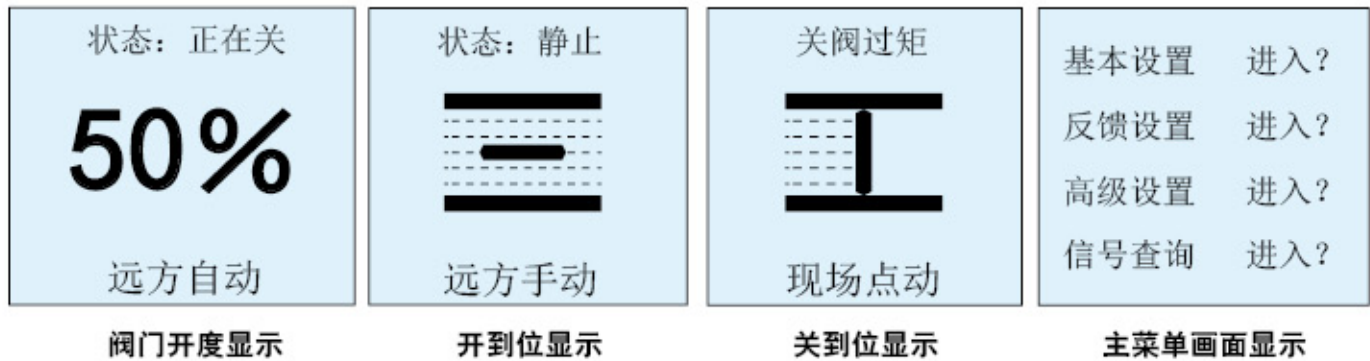 状态：正在关
50%
远方自动
阀门开度显示
状态：静止
远方手动
开到位显示
关阀过矩
现场点动
关到位显示
基本设置 进入？
反馈设置 进入？
高级设置 进入？
信号查询 进入？
主菜单画面显示